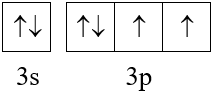 ↑↓ ↑↓ ↑ ↑
3s 3p